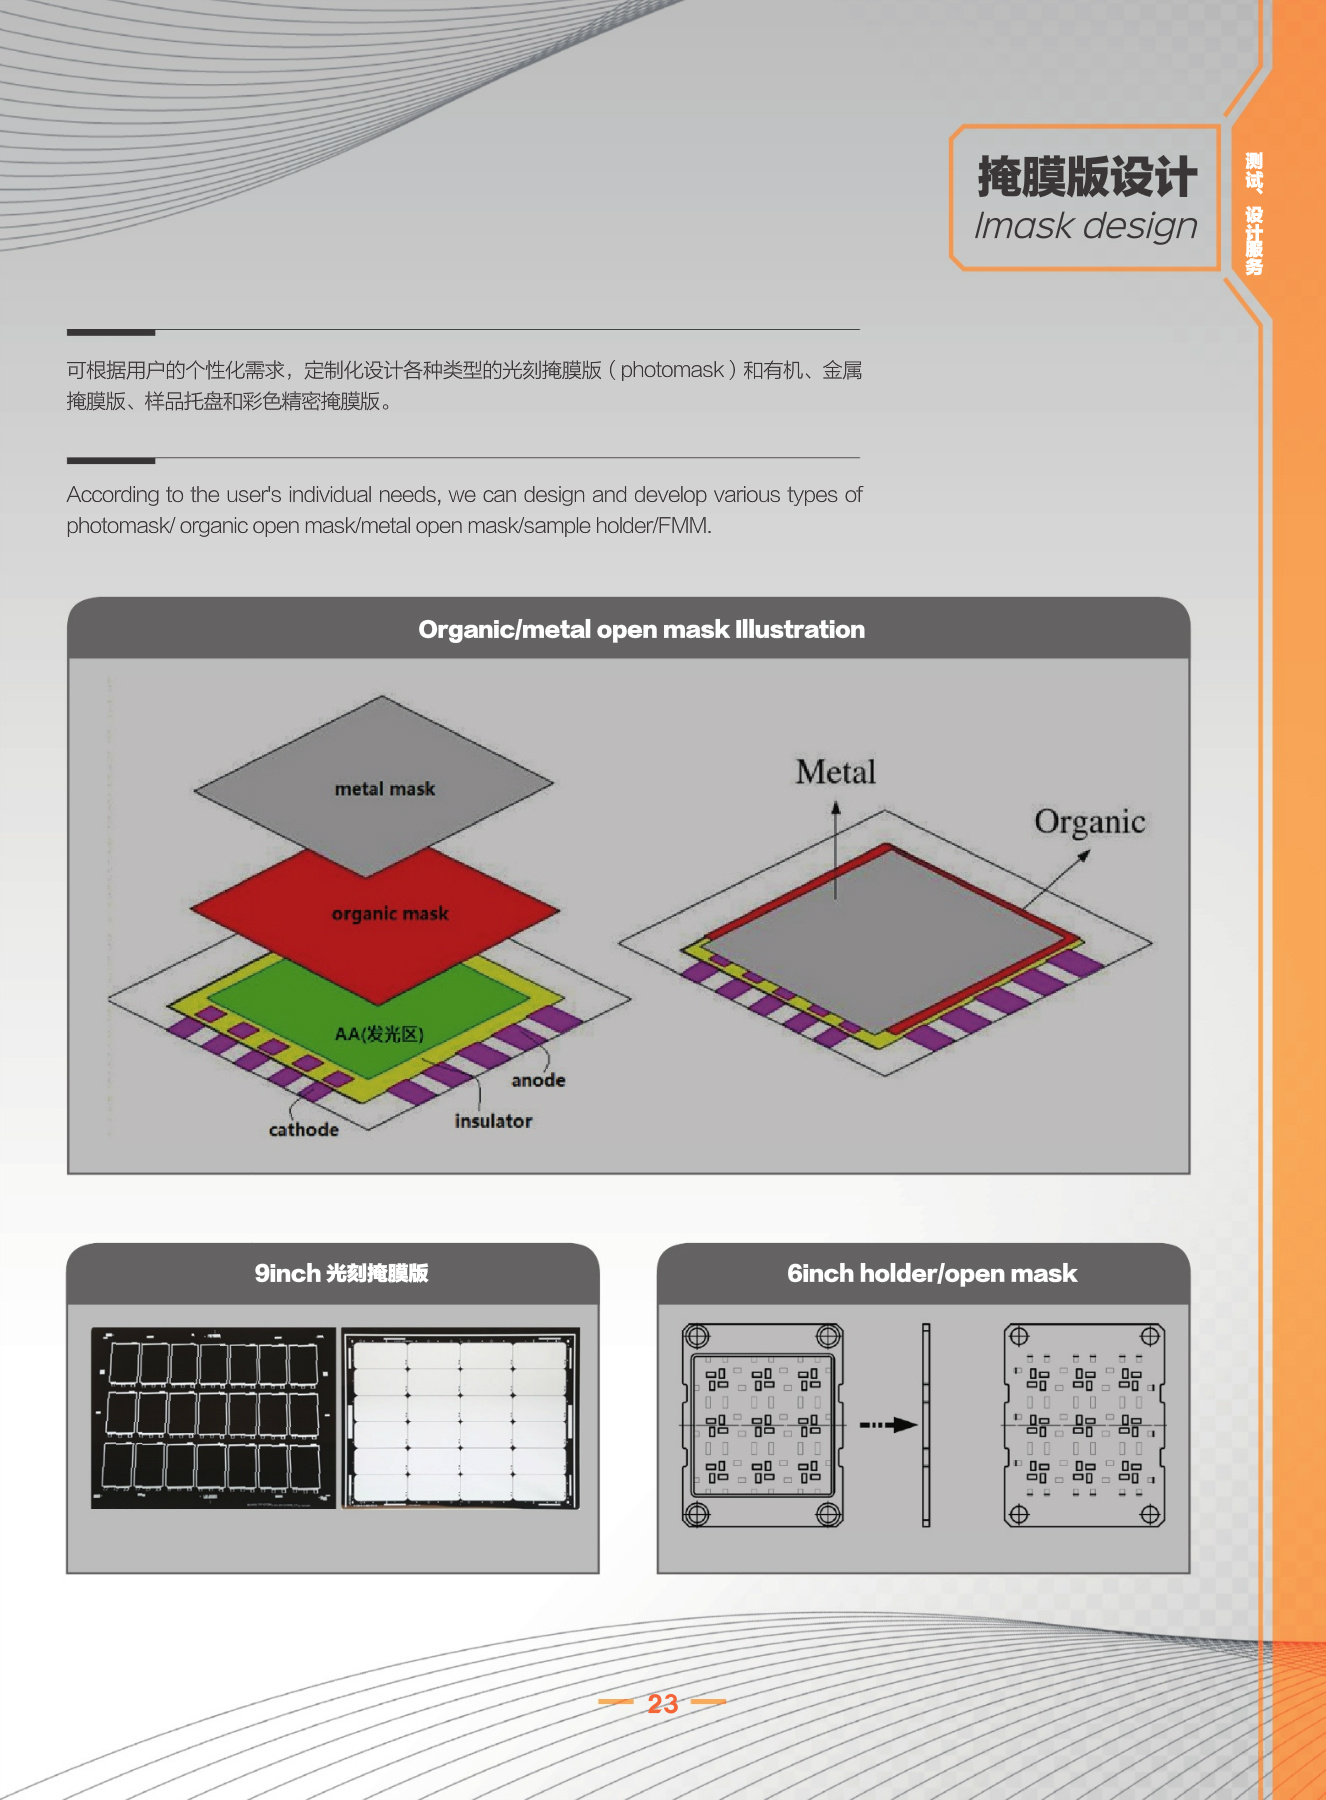 掩膜版设计
Imask design
测试、设计服务
可根据用户的个性化需求，定制化设计各种类型的光刻掩膜版（photomask）和有机、金属
掩膜版、样品托盘和彩色精密掩膜版。
According to the user's individual needs, we can design and develop various types of
photomask/ organic open mask/metal open mask/sample holder/FMM.
Organic/metal open mask Illustration
metal mask
organic mask
AA(发光区)
anode
insulator
cathode
Metal
Organic
9inch 光刻掩膜版
6inch holder/open mask
23